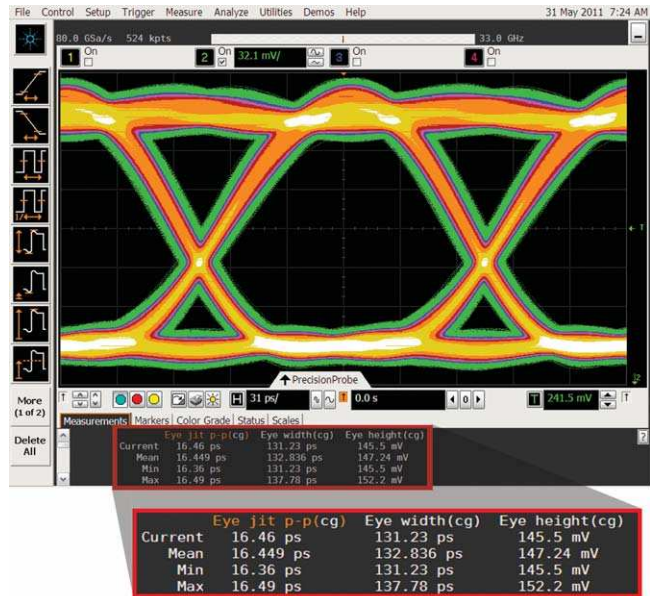 File Control Setup Trigger Measure Analyze Utilities Demos Help 31 May 2011 7:24 AM
80.0 GSa/s 524 kpts 33.0 GHz
1 On 2 On 32.1 mV/ 3 On 4 On
T
PrecisionProbe
More
(1 of 2)
T H 31 ps/ T 0.0 s 0 T 241.5 mV T
Delete
All
Measurements Markers Color Grade Status Scales ?
Eye jit p-p(cg) Eye width(cg) Eye height(cg)
Current 16.46 ps 131.23 ps 145.5 mV
Mean 16.449 ps 132.836 ps 147.24 mV
Min 16.36 ps 131.23 ps 145.5 mV
Max 16.49 ps 137.78 ps 152.2 mV
Eye jit p-p(cg) Eye width(cg) Eye height(cg)
Current 16.46 ps 131.23 ps 145.5 mV
Mean 16.449 ps 132.836 ps 147.24 mV
Min 16.36 ps 131.23 ps 145.5 mV
Max 16.49 ps 137.78 ps 152.2 mV